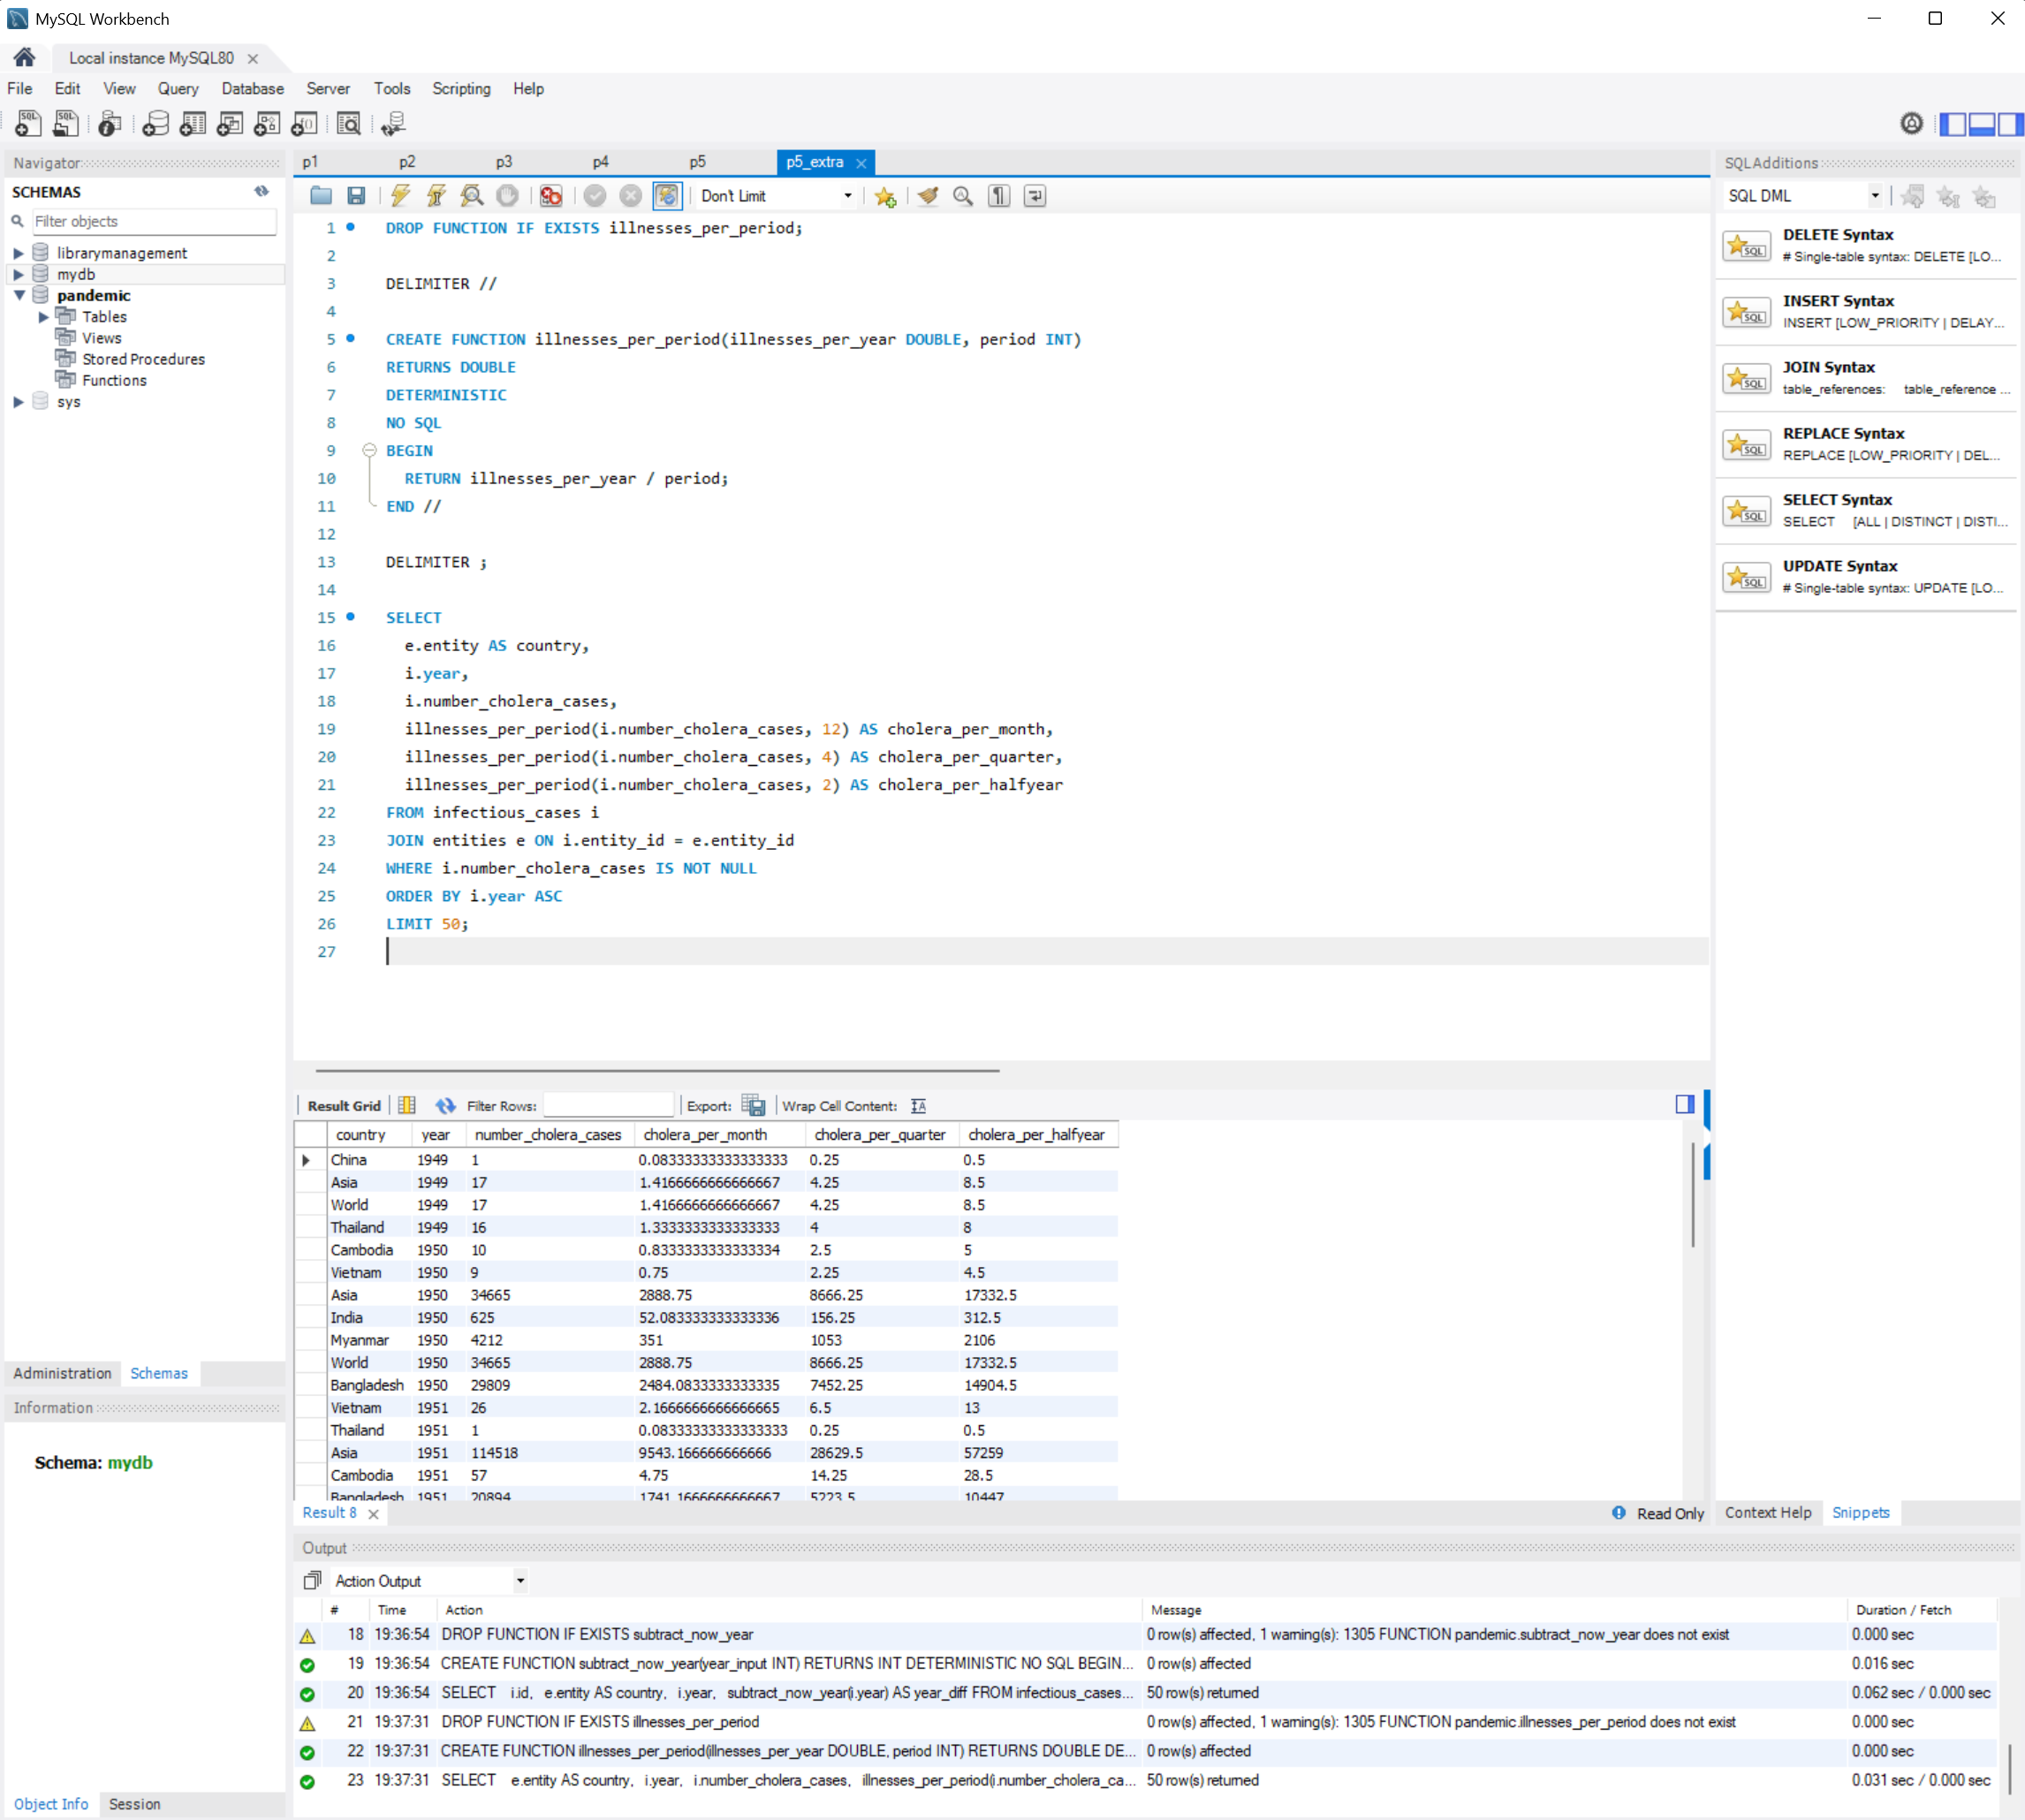 MySQL Workbench
Local instance MySQL80
File Edit View Query Database Server Tools Scripting Help
Navigator
SCHEMAS
Filter objects
librarymanagement
mydb
pandemic
Tables
Views
Stored Procedures
Functions
sys
Administration Schemas
Information
Schema: mydb
Object Info Session
p1 p2 p3 p4 p5 p5_extra
Don't Limit
1 DROP FUNCTION IF EXISTS illnesses_per_period;
2
3 DELIMITER //
4
5 CREATE FUNCTION illnesses_per_period(illnesses_per_year DOUBLE, period INT)
6 RETURNS DOUBLE
7 DETERMINISTIC
8 NO SQL
9 BEGIN
10 RETURN illnesses_per_year / period;
11 END //
12
13 DELIMITER ;
14
15 SELECT
16 e.entity AS country,
17 i.year,
18 i.number_cholera_cases,
19 illnesses_per_period(i.number_cholera_cases, 12) AS cholera_per_month,
20 illnesses_per_period(i.number_cholera_cases, 4) AS cholera_per_quarter,
21 illnesses_per_period(i.number_cholera_cases, 2) AS cholera_per_halfyear
22 FROM infectious_cases i
23 JOIN entities e ON i.entity_id = e.entity_id
24 WHERE i.number_cholera_cases IS NOT NULL
25 ORDER BY i.year ASC
26 LIMIT 50;
27
Result Grid Filter Rows: Export: Wrap Cell Content:
country year number_cholera_cases cholera_per_month cholera_per_quarter cholera_per_halfyear
China 1949 1 0.08333333333333333 0.25 0.5
Asia 1949 17 1.4166666666666667 4.25 8.5
World 1949 17 1.4166666666666667 4.25 8.5
Thailand 1949 16 1.3333333333333333 4 8
Cambodia 1950 10 0.8333333333333334 2.5 5
Vietnam 1950 9 0.75 2.25 4.5
Asia 1950 34665 2888.75 8666.25 17332.5
India 1950 625 52.083333333333336 156.25 312.5
Myanmar 1950 4212 351 1053 2106
World 1950 34665 2888.75 8666.25 17332.5
Bangladesh 1950 29809 2484.0833333333335 7452.25 14904.5
Vietnam 1951 26 2.1666666666666665 6.5 13
Thailand 1951 1 0.08333333333333333 0.25 0.5
Asia 1951 114518 9543.166666666666 28629.5 57259
Cambodia 1951 57 4.75 14.25 28.5
Bangladesh 1951 20894 1741.1666666666667 5223.5 10447
Result 8
Read Only
SQLAdditions
SQL DML
DELETE Syntax
# Single-table syntax: DELETE [LO...
INSERT Syntax
INSERT [LOW_PRIORITY | DELAY...
JOIN Syntax
table_references: table_reference ...
REPLACE Syntax
REPLACE [LOW_PRIORITY | DEL...
SELECT Syntax
SELECT [ALL | DISTINCT | DISTI...
UPDATE Syntax
# Single-table syntax: UPDATE [LO...
Context Help Snippets
Output
Action Output
# Time Action Message Duration / Fetch
18 19:36:54 DROP FUNCTION IF EXISTS subtract_now_year 0 row(s) affected, 1 warning(s): 1305 FUNCTION pandemic.subtract_now_year does not exist 0.000 sec
19 19:36:54 CREATE FUNCTION subtract_now_year(year_input INT) RETURNS INT DETERMINISTIC NO SQL BEGIN... 0 row(s) affected 0.016 sec
20 19:36:54 SELECT i.id, e.entity AS country, i.year, subtract_now_year(i.year) AS year_diff FROM infectious_cases... 50 row(s) returned 0.062 sec / 0.000 sec
21 19:37:31 DROP FUNCTION IF EXISTS illnesses_per_period 0 row(s) affected, 1 warning(s): 1305 FUNCTION pandemic.illnesses_per_period does not exist 0.000 sec
22 19:37:31 CREATE FUNCTION illnesses_per_period(illnesses_per_year DOUBLE, period INT) RETURNS DOUBLE DE... 0 row(s) affected 0.000 sec
23 19:37:31 SELECT e.entity AS country, i.year, i.number_cholera_cases, illnesses_per_period(i.number_cholera_ca... 50 row(s) returned 0.031 sec / 0.000 sec